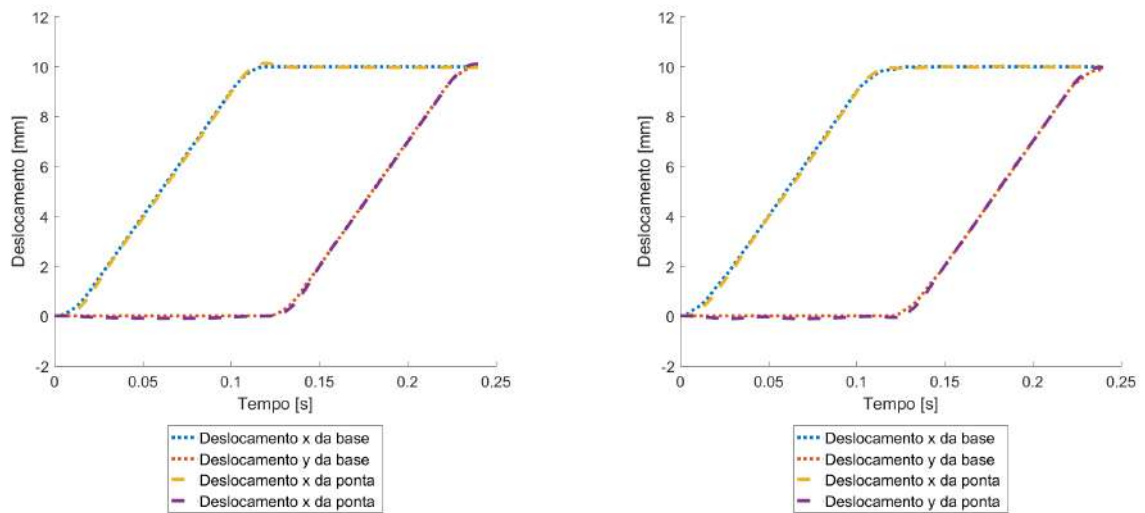 12
10
8
6
4
2
0
-2
Deslocamento [mm]
0
0.05
0.1
0.15
0.2
0.25
Tempo [s]
Deslocamento x da base
Deslocamento y da base
Deslocamento x da ponta
Deslocamento x da ponta
12
10
8
6
4
2
0
-2
Deslocamento [mm]
0
0.05
0.1
0.15
0.2
0.25
Tempo [s]
Deslocamento x da base
Deslocamento y da base
Deslocamento x da ponta
Deslocamento y da ponta